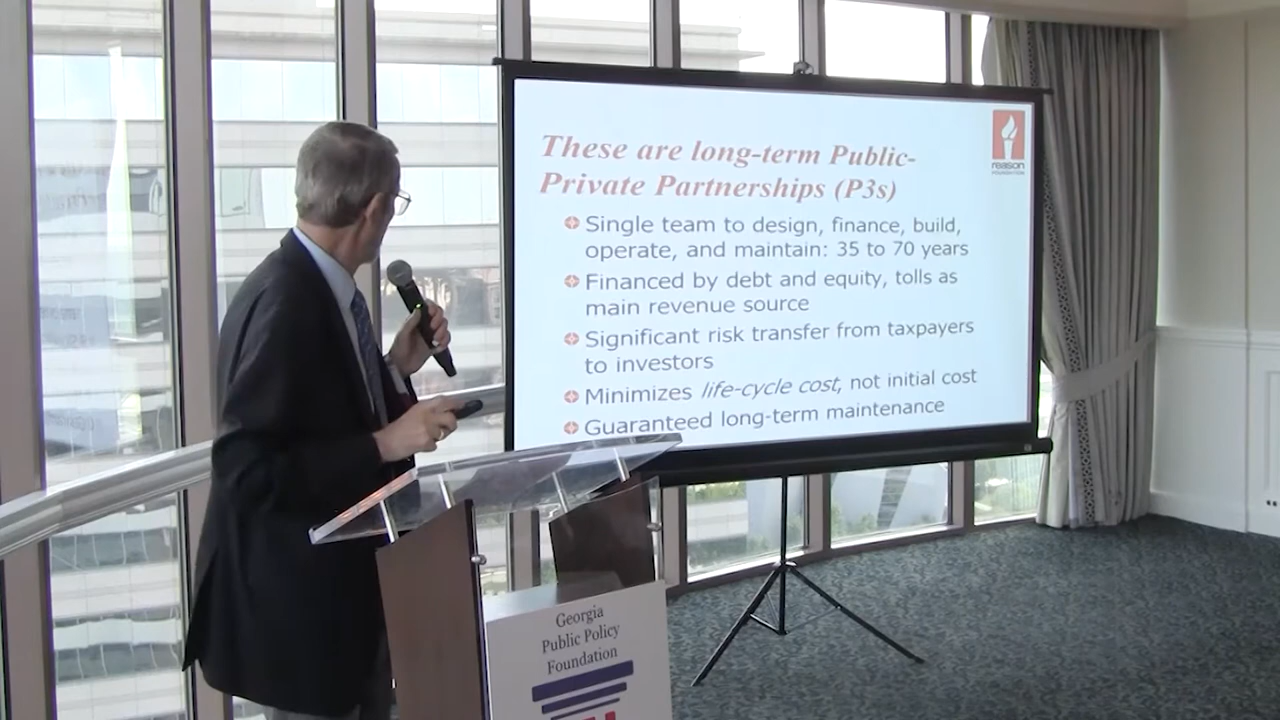 These are long-term Public-
Private Partnerships (P3s)
Single team to design, finance, build,
operate, and maintain: 35 to 70 years
Financed by debt and equity, tolls as
main revenue source
Significant risk transfer from taxpayers
to investors
Minimizes life-cycle cost, not initial cost
Guaranteed long-term maintenance
reason
FOUNDATION
Georgia
Public Policy
Foundation